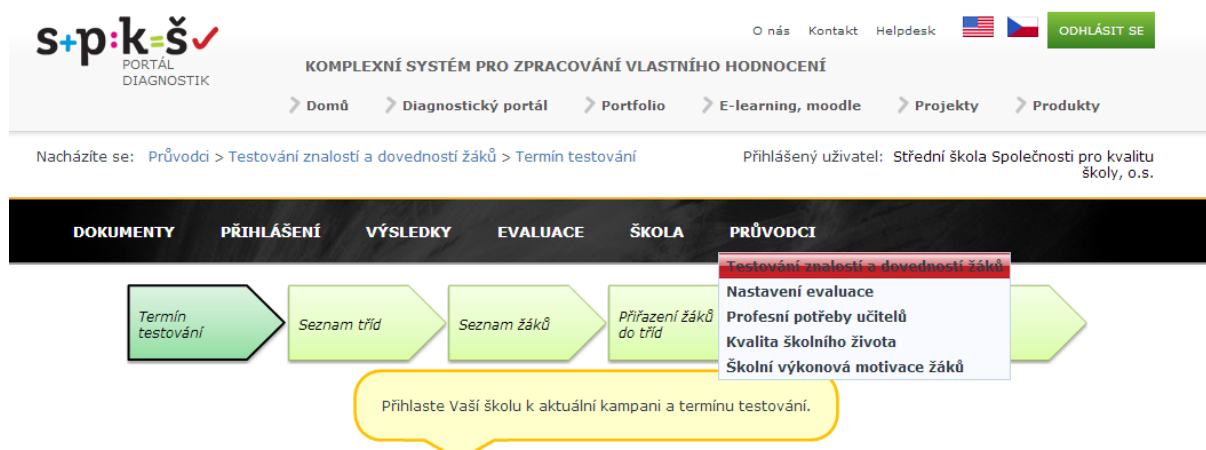 s+p:k=š✓
PORTÁL
DIAGNOSTIK
O nás Kontakt Helpdesk ODHLÁSIT SE
KOMPLEXNÍ SYSTÉM PRO ZPRACOVÁNÍ VLASTNÍHO HODNOCENÍ
Domů Diagnostický portál Portfolio E-learning, moodle Projekty Produkty
Nacházíte se: Průvodci > Testování znalostí a dovedností žáků > Termín testování
Přihlášený uživatel: Střední škola Společnosti pro kvalitu
školy, o.s.
DOKUMENTY PŘIHLÁŠENÍ VÝSLEDKY EVALUACE ŠKOLA PRŮVODCI
Testování znalostí a dovedností žáků
Nastavení evaluace
Profesní potřeby učitelů
Kvalita školního života
Školní výkonová motivace žáků
Termín
testování
Seznam tříd
Seznam žáků
Přiřazení žáků
do tříd
Přihlaste Vaší školu k aktuální kampani a termínu testování.